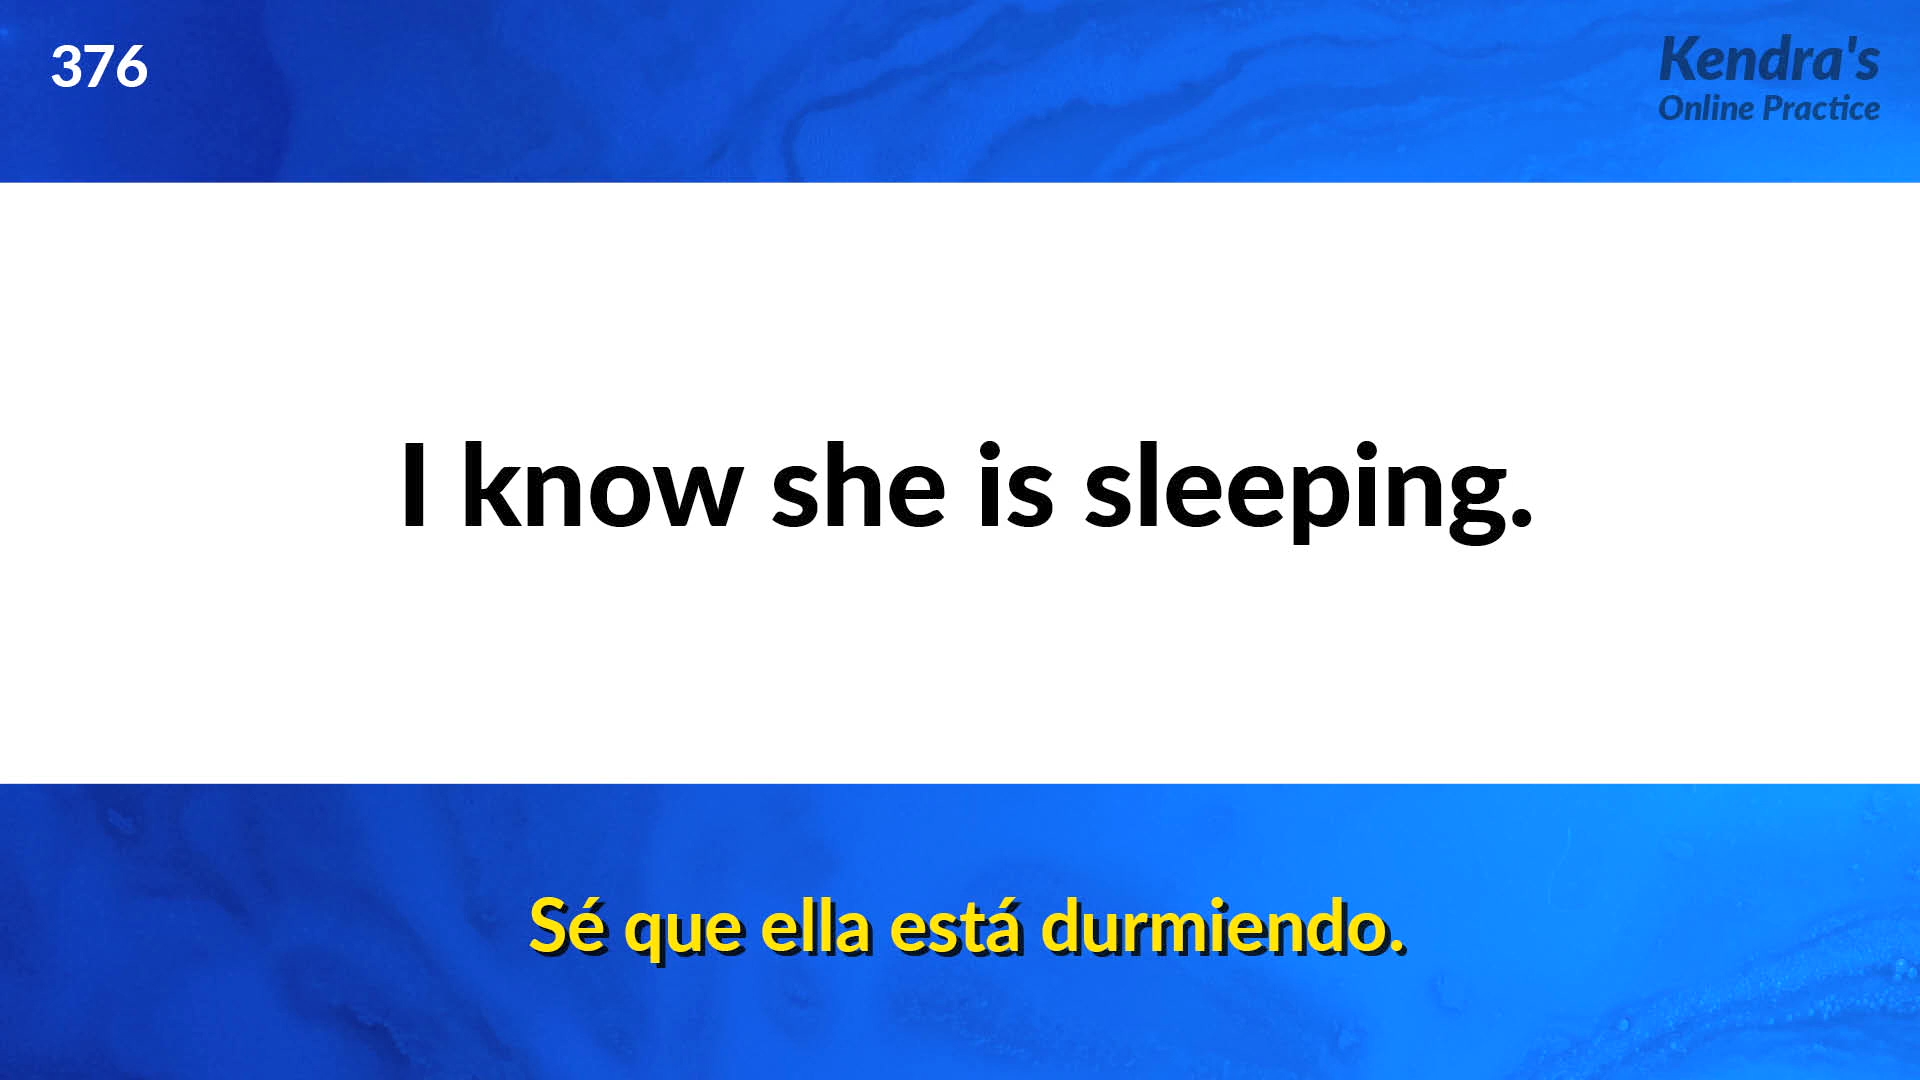 376
Kendra's
Online Practice
I know she is sleeping.
Sé que ella está durmiendo.